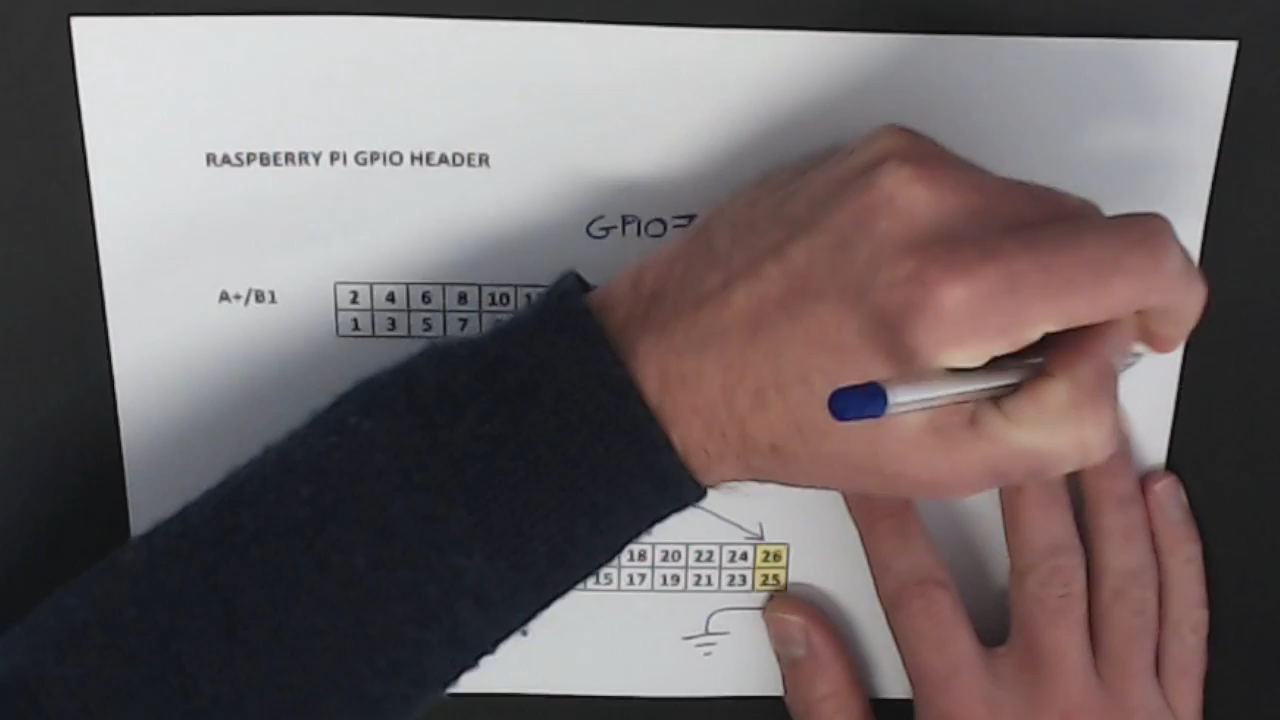 RASPBERRY PI GPIO HEADER
GPIO7
A+/B1
2 4 6 8 10
1 3 5 7
18 20 22 24 26
15 17 19 21 23 25